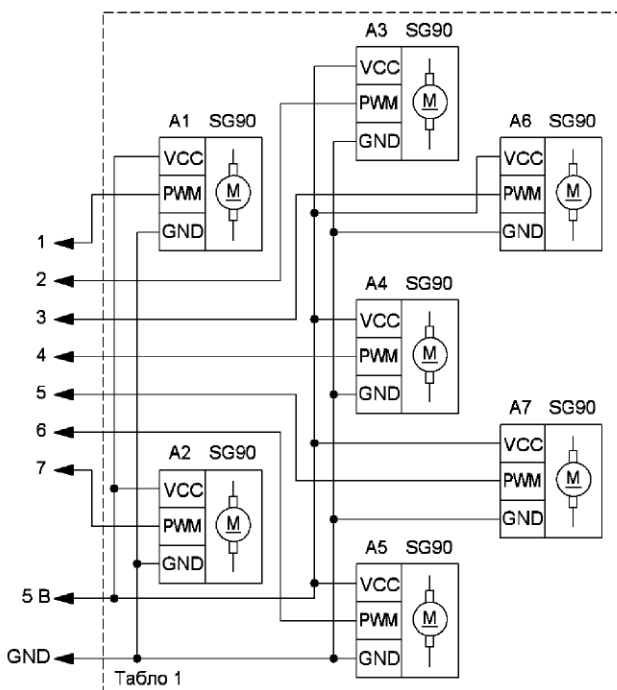 A3 SG90
VCC
PWM
GND
A1 SG90
VCC
PWM
GND
A6 SG90
VCC
PWM
GND
1
2
3
4
5
6
7
A4 SG90
VCC
PWM
GND
A7 SG90
VCC
PWM
GND
A2 SG90
VCC
PWM
GND
A5 SG90
VCC
PWM
GND
5 В
GND
Табло 1
M
M
M
M
M
M
M